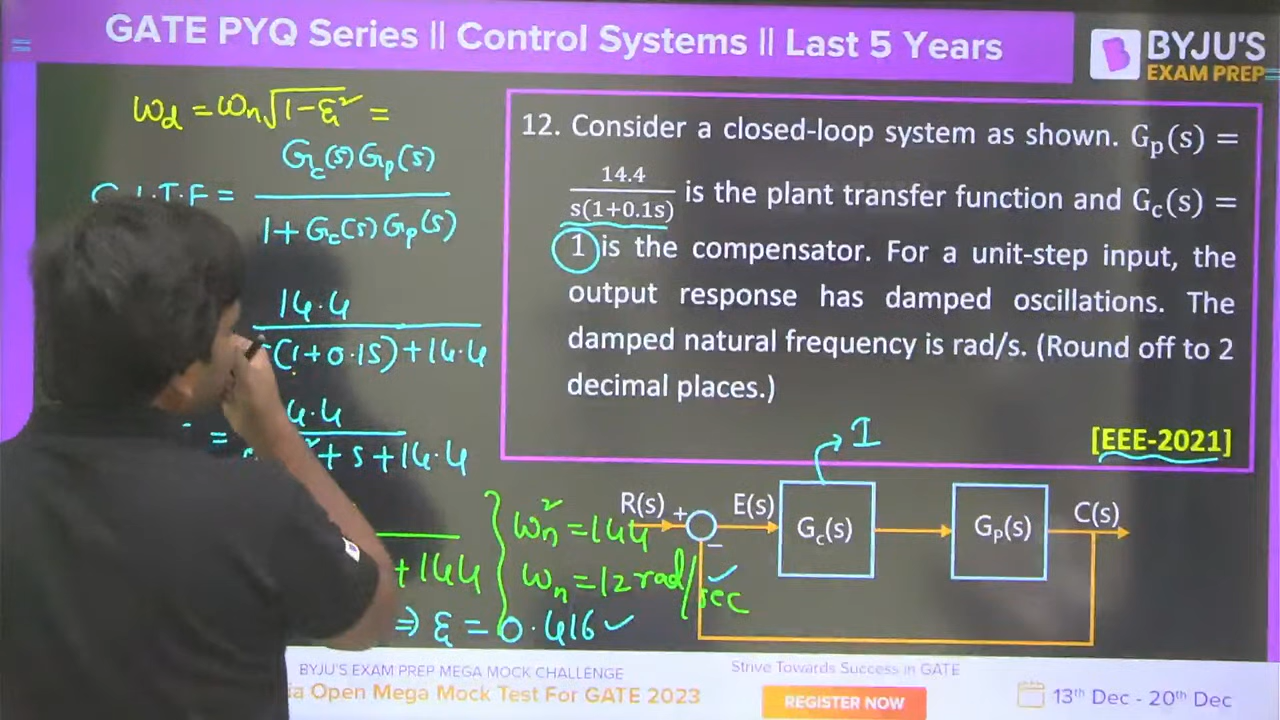 GATE PYQ Series || Control Systems || Last 5 Years
BYJU'S
EXAM PREP
ωd = ωn√1-ξ² =
Gc(s)Gp(s)
C.L.T.F =
1+Gc(s)Gp(s)
14.4
(1+0.1s)+14.4
4.4
=
² + s + 14.4
+144
⇒ ξ = 0.416 ✓
ωn² = 144
ωn = 12 rad/sec ✓
12. Consider a closed-loop system as shown. Gp(s) =
14.4
s(1+0.1s) is the plant transfer function and Gc(s) =
1 is the compensator. For a unit-step input, the
output response has damped oscillations. The
damped natural frequency is rad/s. (Round off to 2
decimal places.)
[EEE-2021]
1
R(s) + E(s) Gc(s) Gp(s) C(s)
−
BYJU'S EXAM PREP MEGA MOCK CHALLENGE
ia Open Mega Mock Test For GATE 2023
Strive Towards Success in GATE
REGISTER NOW
13th Dec - 20th Dec